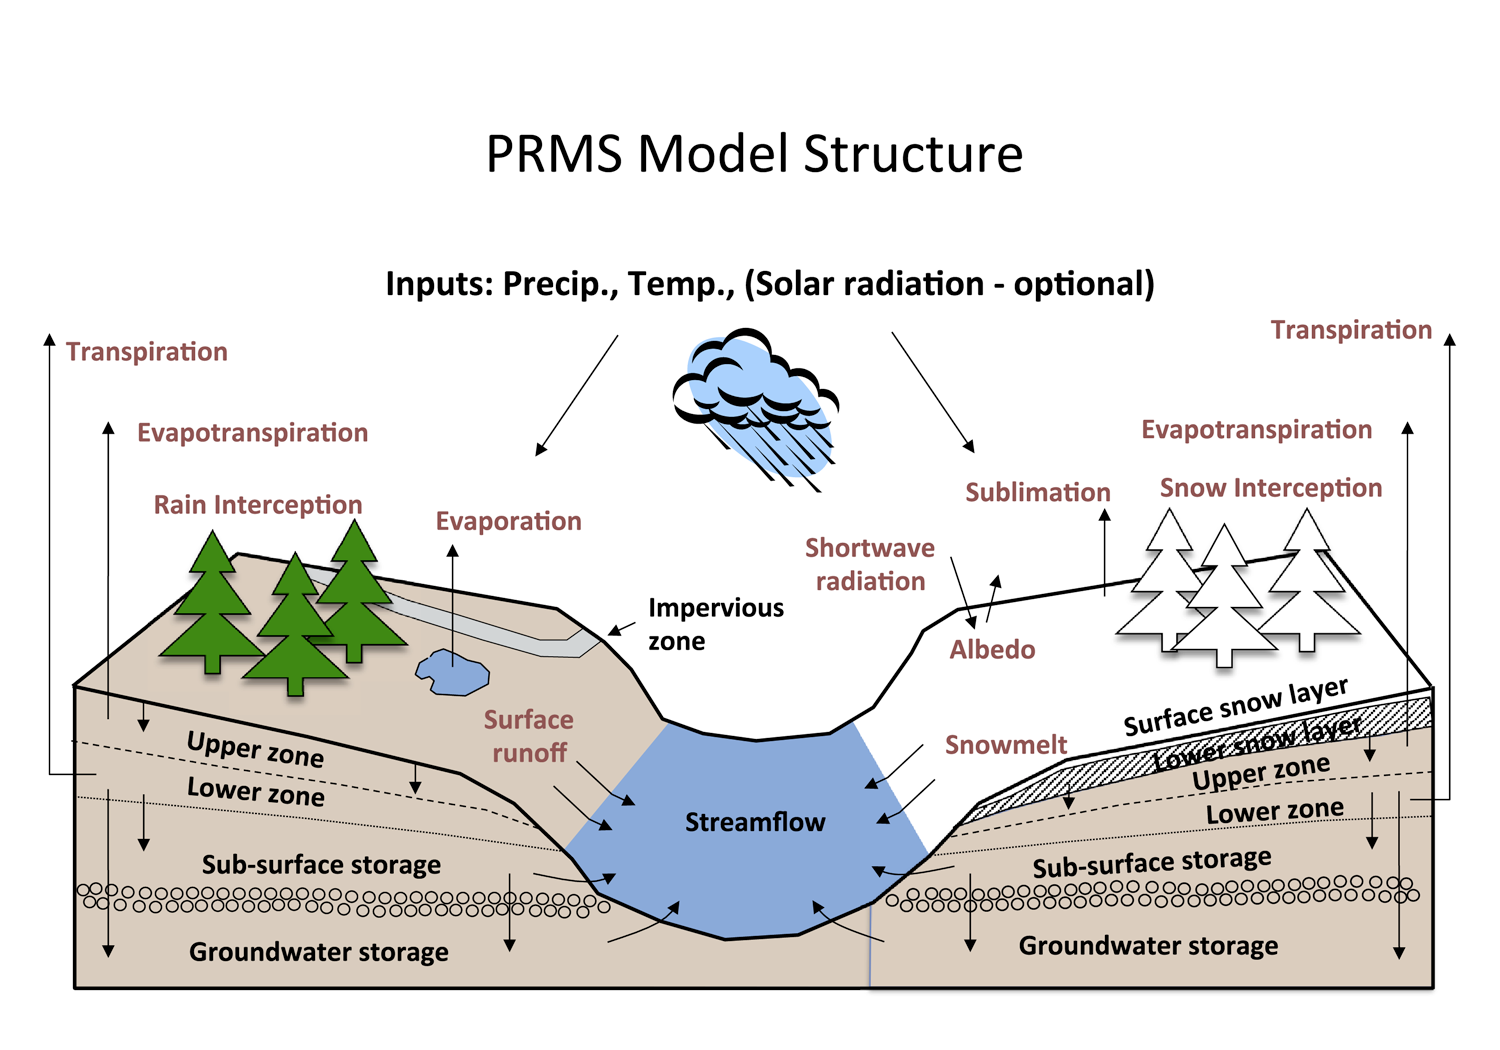 PRMS Model Structure
Inputs: Precip., Temp., (Solar radiation - optional)
Transpiration
Transpiration
Evapotranspiration
Evapotranspiration
Rain Interception
Evaporation
Sublimation
Snow Interception
Shortwave
radiation
Impervious
zone
Albedo
Surface
runoff
Snowmelt
Surface snow layer
Lower snow layer
Upper zone
Upper zone
Lower zone
Lower zone
Streamflow
Sub-surface storage
Sub-surface storage
Groundwater storage
Groundwater storage